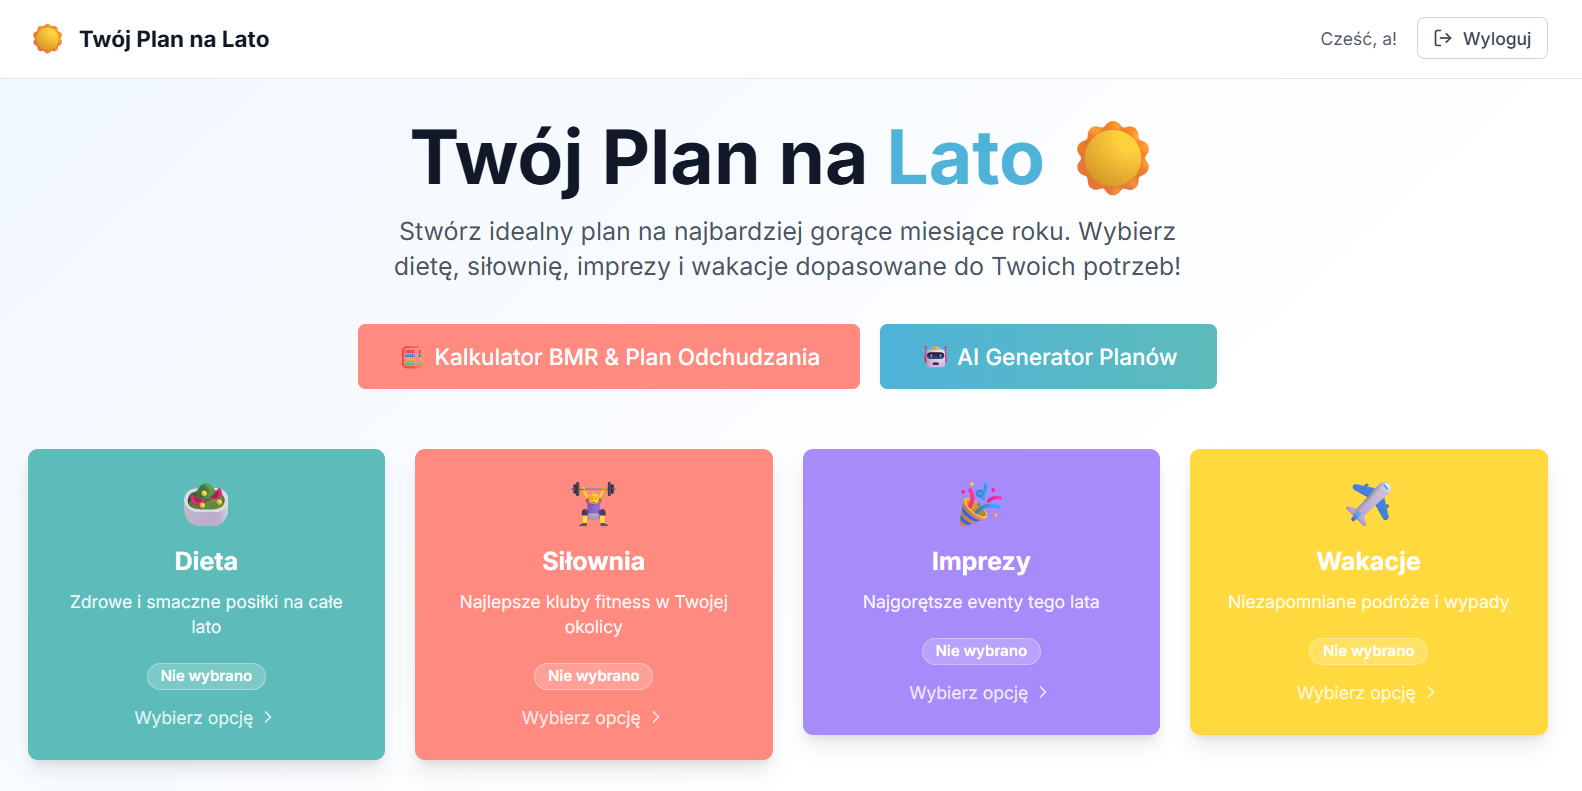 Twój Plan na Lato
Cześć, a!
Wyloguj
Twój Plan na Lato
Stwórz idealny plan na najbardziej gorące miesiące roku. Wybierz
dietę, siłownię, imprezy i wakacje dopasowane do Twoich potrzeb!
Kalkulator BMR & Plan Odchudzania
AI Generator Planów
Dieta
Zdrowe i smaczne posiłki na całe
lato
Nie wybrano
Wybierz opcję
Siłownia
Najlepsze kluby fitness w Twojej
okolicy
Nie wybrano
Wybierz opcję
Imprezy
Najgorętsze eventy tego lata
Nie wybrano
Wybierz opcję
Wakacje
Niezapomniane podróże i wypady
Nie wybrano
Wybierz opcję